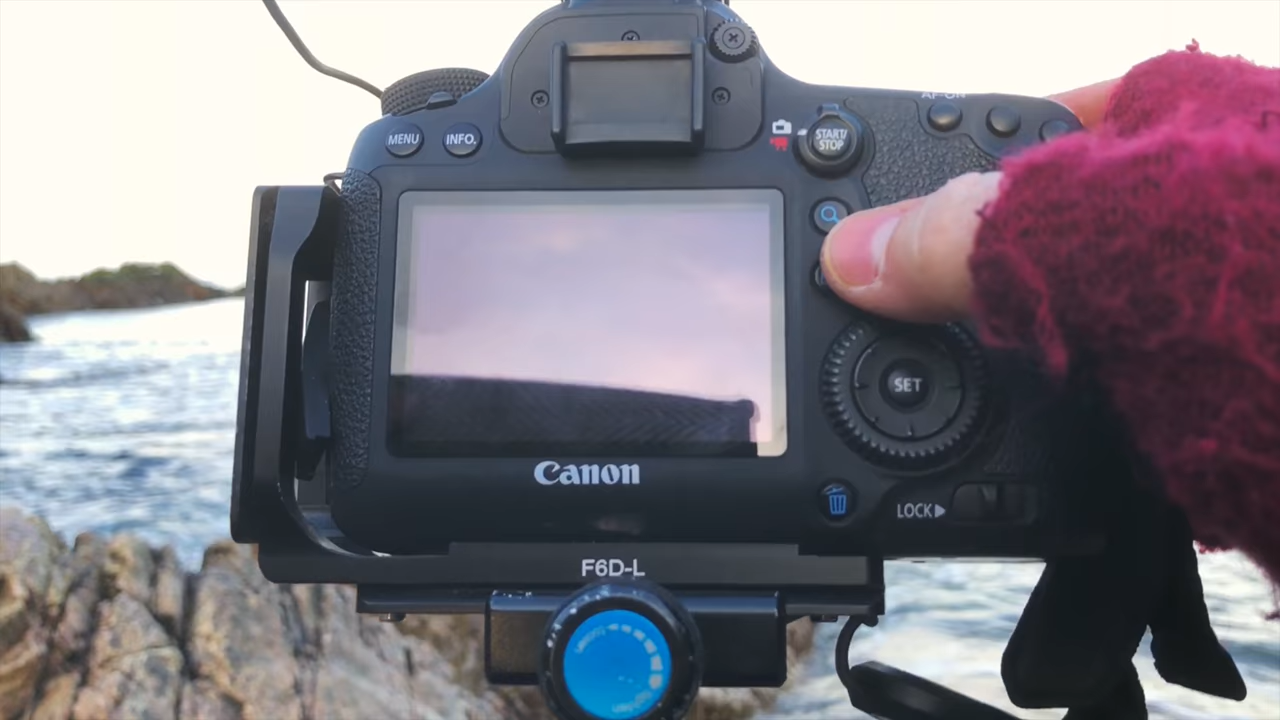 AF-ON
MENU
INFO.
START/
STOP
SET
Canon
LOCK
F6D-L